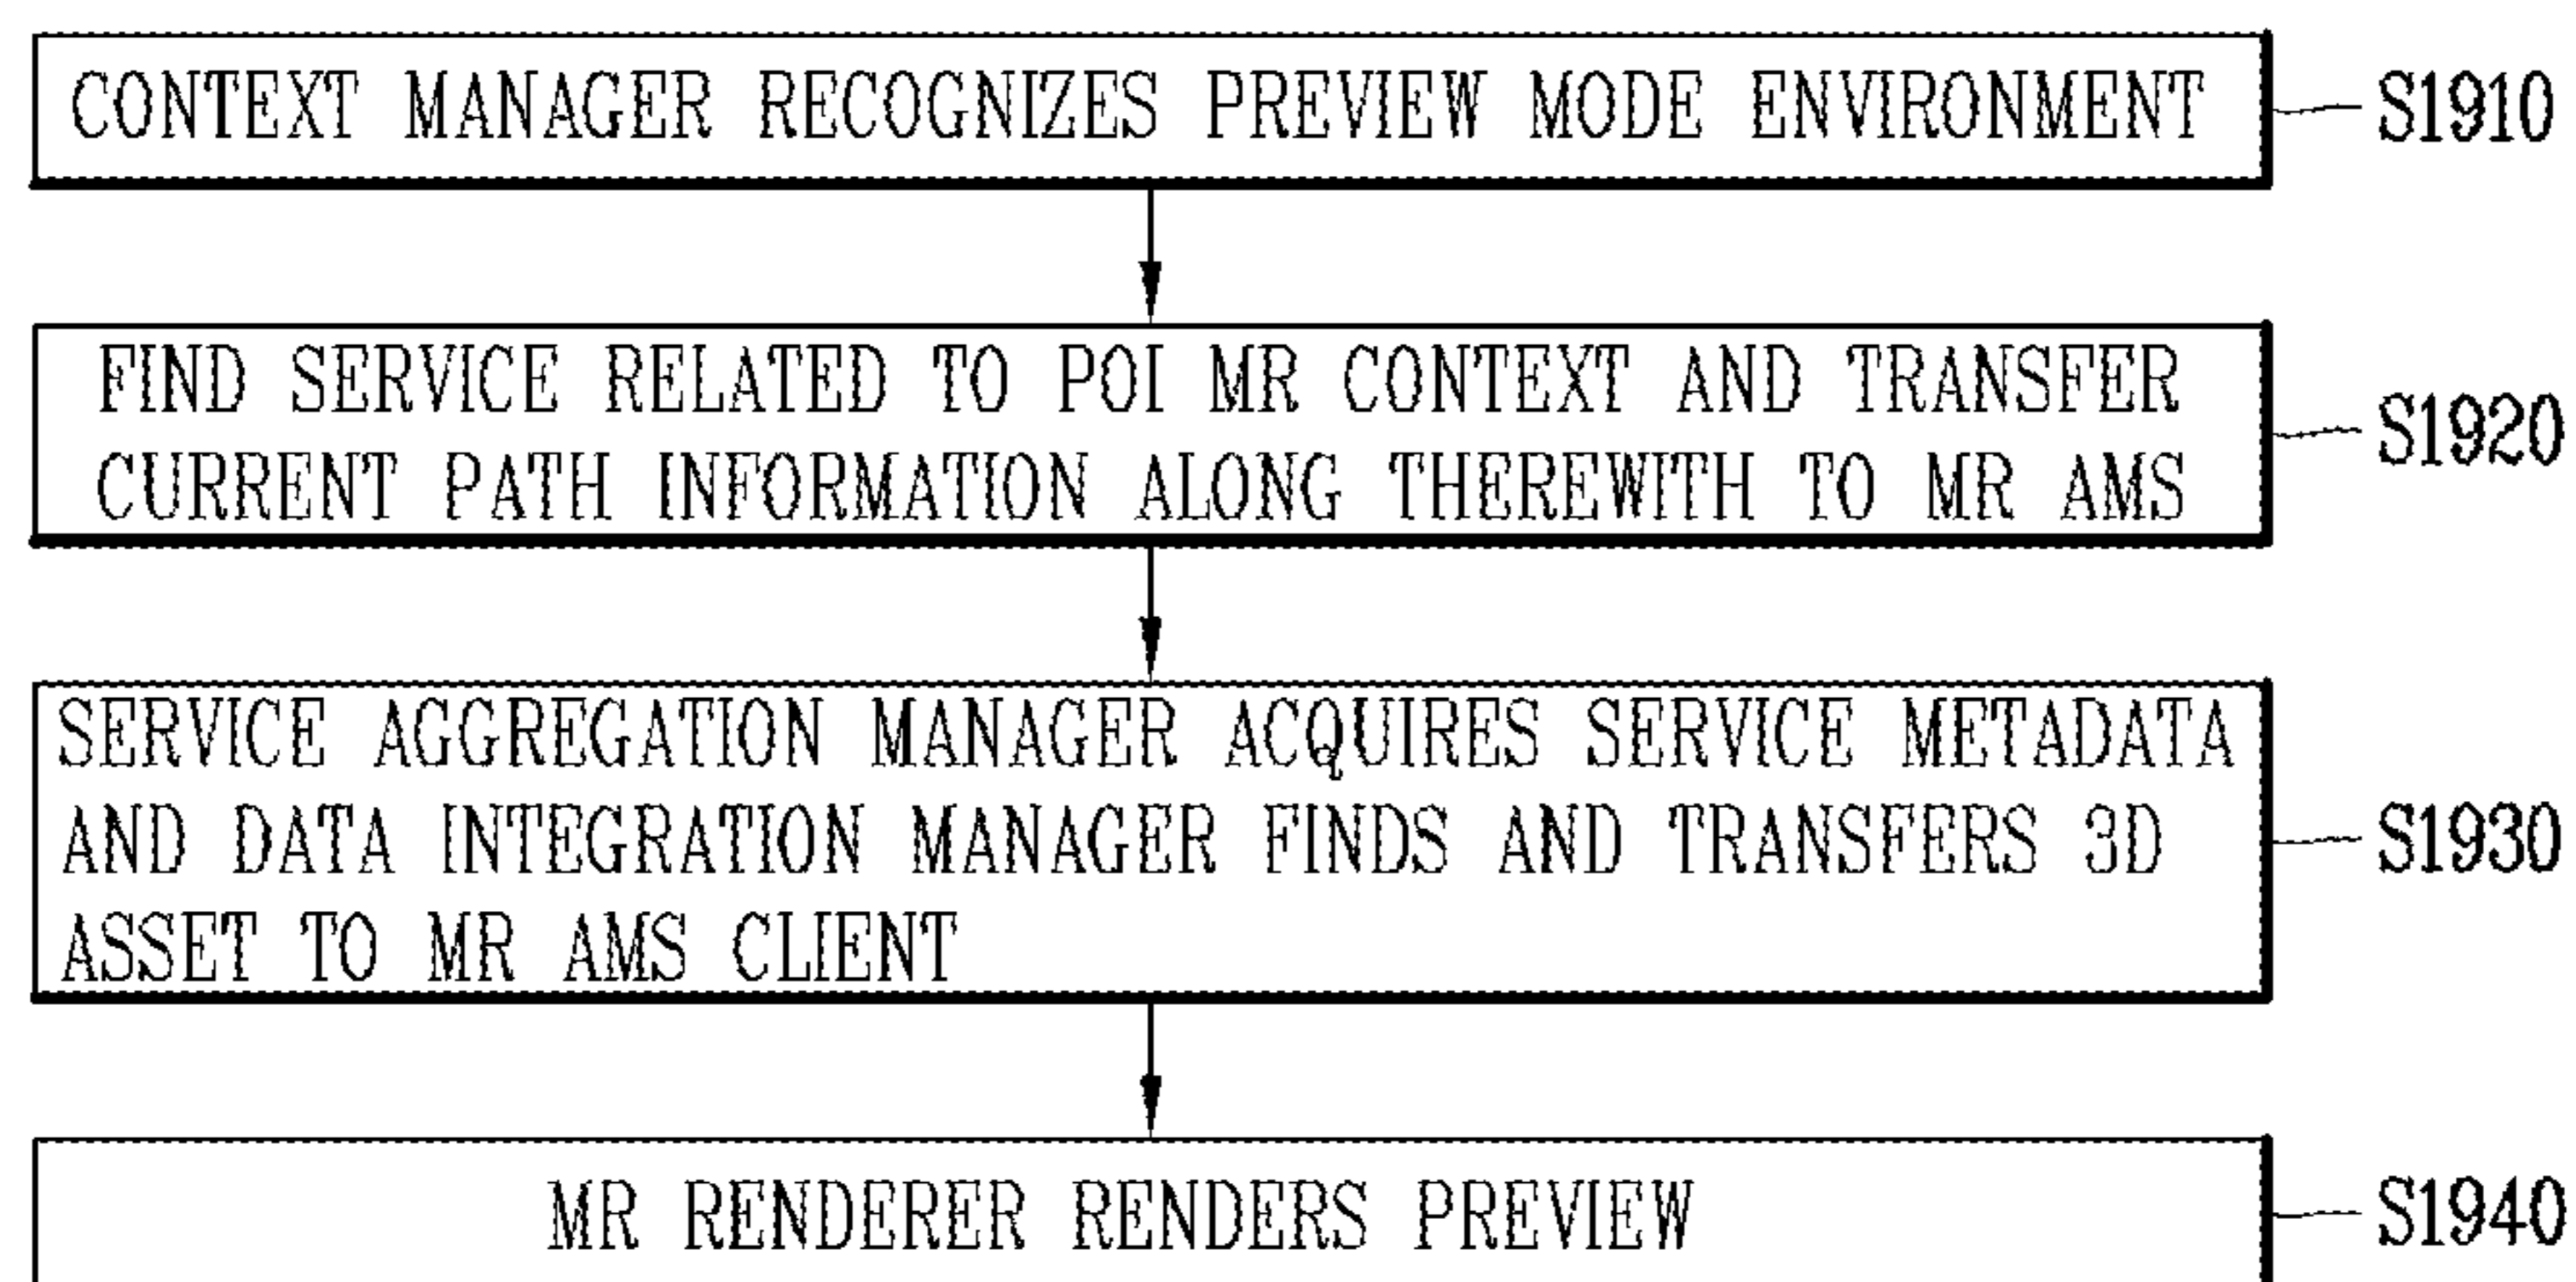 CONTEXT MANAGER RECOGNIZES PREVIEW MODE ENVIRONMENT
S1910
FIND SERVICE RELATED TO POI MR CONTEXT AND TRANSFER
CURRENT PATH INFORMATION ALONG THEREWITH TO MR AMS
S1920
SERVICE AGGREGATION MANAGER ACQUIRES SERVICE METADATA
AND DATA INTEGRATION MANAGER FINDS AND TRANSFERS 3D
ASSET TO MR AMS CLIENT
S1930
MR RENDERER RENDERS PREVIEW
S1940